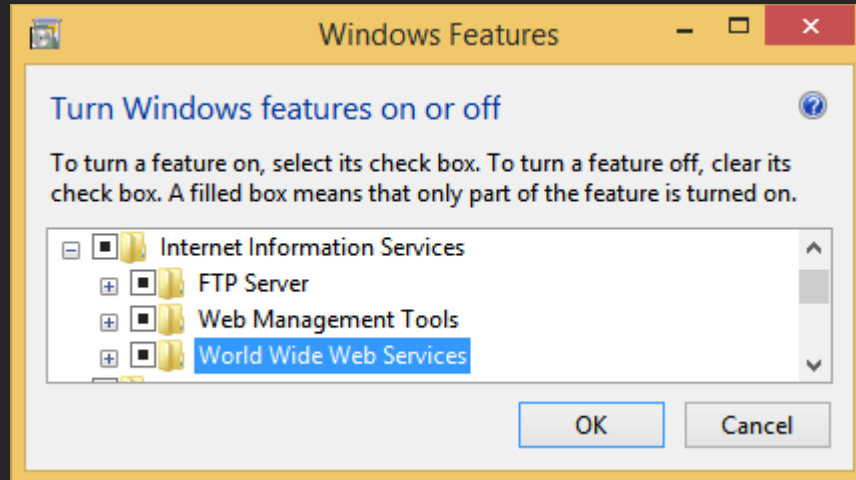 Windows Features
Turn Windows features on or off
To turn a feature on, select its check box. To turn a feature off, clear its
check box. A filled box means that only part of the feature is turned on.
Internet Information Services
FTP Server
Web Management Tools
World Wide Web Services
OK Cancel